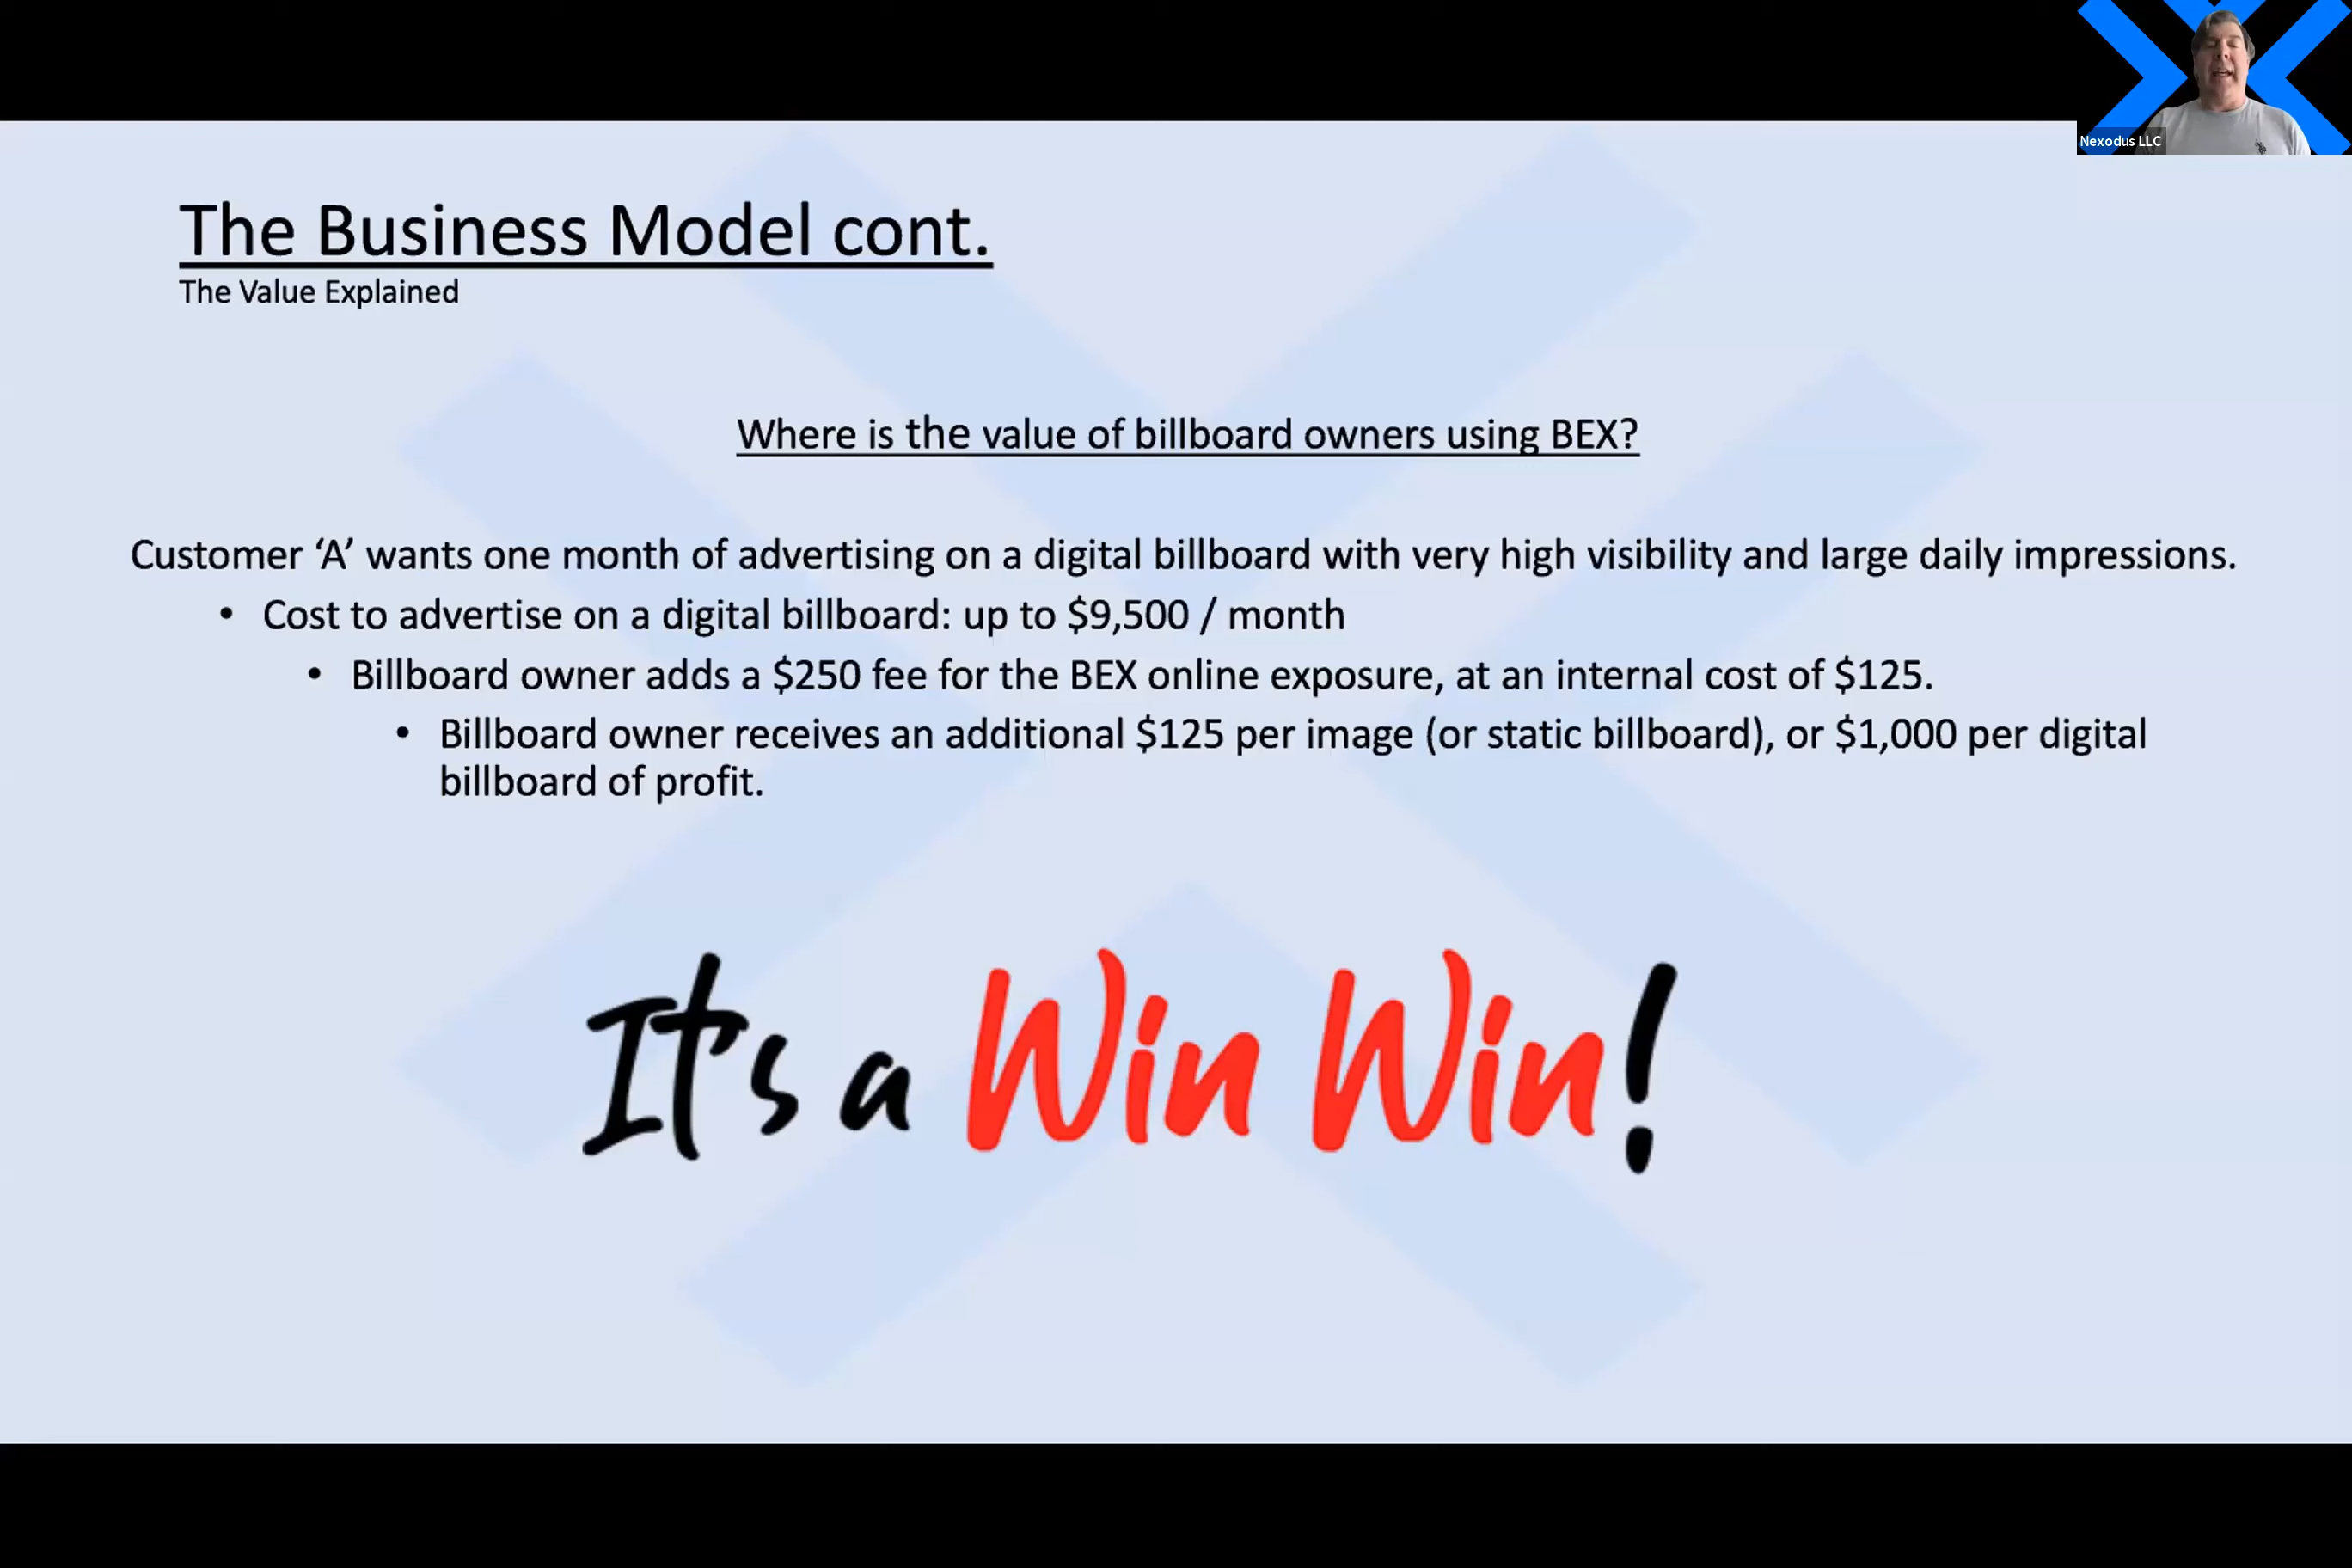 Nexodus LLC
The Business Model cont.
The Value Explained
Where is the value of billboard owners using BEX?
Customer ‘A’ wants one month of advertising on a digital billboard with very high visibility and large daily impressions.
• Cost to advertise on a digital billboard: up to $9,500 / month
• Billboard owner adds a $250 fee for the BEX online exposure, at an internal cost of $125.
• Billboard owner receives an additional $125 per image (or static billboard), or $1,000 per digital
billboard of profit.
It's a Win Win!